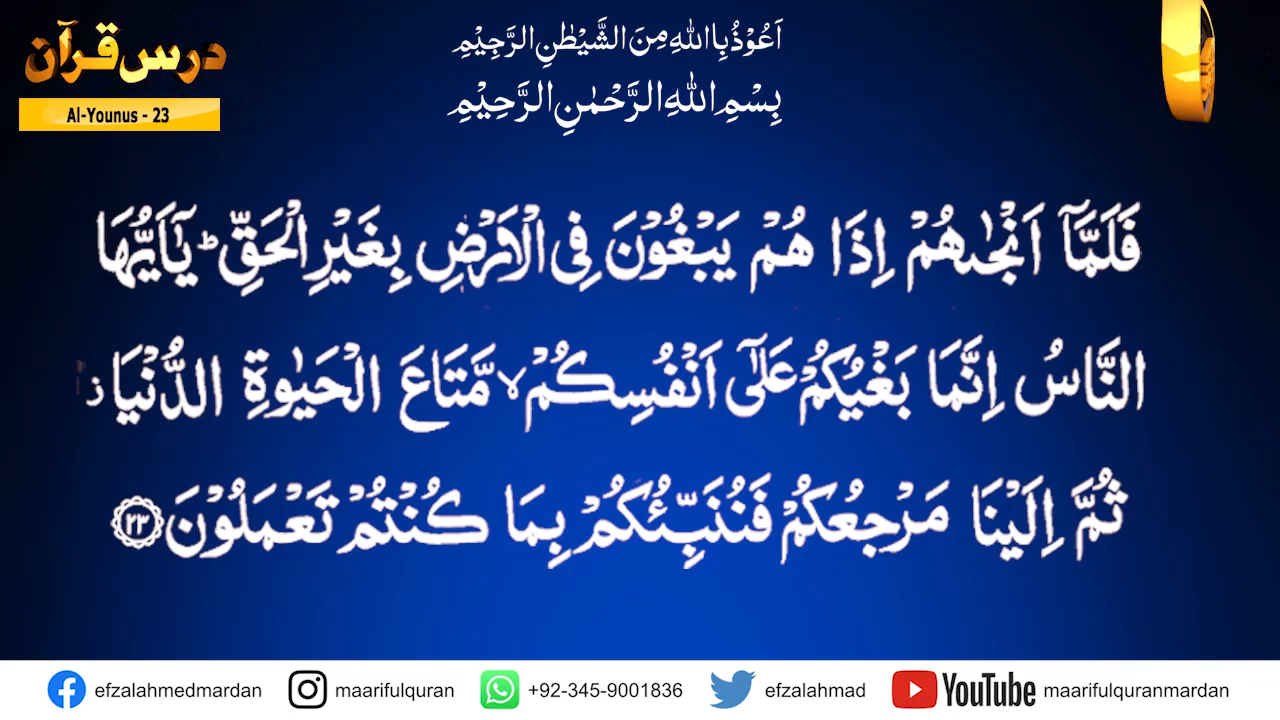 درس قرآن
Al-Younus - 23
اَعُوْذُ بِاللّٰهِ مِنَ الشَّيْطٰنِ الرَّجِيْمِ
بِسْمِ اللّٰهِ الرَّحْمٰنِ الرَّحِيْمِ
فَلَمَّاۤ اَنْجٰىهُمْ اِذَا هُمْ يَبْغُوْنَ فِى الْاَرْضِ بِغَيْرِ الْحَقِّ ؕ يٰۤاَيُّهَا
النَّاسُ اِنَّمَا بَغْيُكُمْ عَلٰٓى اَنْفُسِكُمْ ۙ مَّتَاعَ الْحَيٰوةِ الدُّنْيَا ز
ثُمَّ اِلَيْنَا مَرْجِعُكُمْ فَنُنَبِّئُكُمْ بِمَا كُنْتُمْ تَعْمَلُوْنَ ﴿۲۳﴾
efzalahmedmardan
maarifulquran
+92-345-9001836
efzalahmad
YouTube maarifulquranmardan